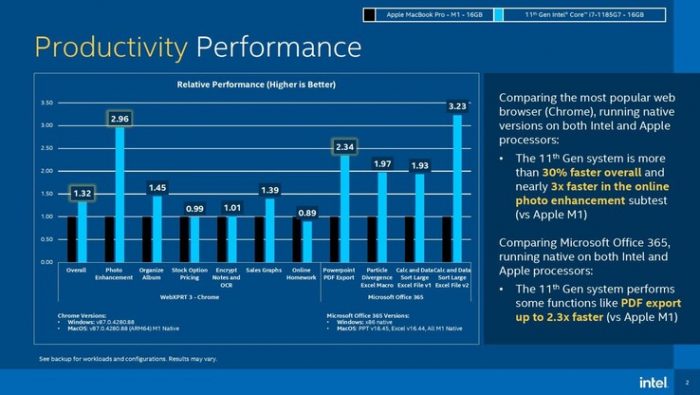 Apple MacBook Pro - M1 - 16GB
11th Gen Intel® Core™ i7-1185G7 - 16GB
Productivity Performance
Relative Performance (Higher is Better)
3.50
3.00
2.50
2.00
1.50
1.00
0.50
0.00
1.32
2.96
1.45
0.99
1.01
1.39
0.89
2.34
1.97
1.93
3.23
Overall
Photo Enhancement
Organize Album
Stock Option Pricing
Encrypt Notes and OCR
Sales Graphs
Online Homework
Powerpoint PDF Export
Particle Divergence Excel Macro
Calc and Data Sort Large Excel File v1
Calc and Data Sort Large Excel File v2
WebXPRT 3 - Chrome
Microsoft Office 365
Chrome Versions:
• Windows: v87.0.4280.88
• MacOS: v87.0.4280.88 (ARM64) M1 Native
Microsoft Office 365 Versions:
• Windows: x86 native
• MacOS: PPT v16.45, Excel v16.44, All M1 Native
Comparing the most popular web
browser (Chrome), running native
versions on both Intel and Apple
processors:
• The 11th Gen system is more
than 30% faster overall and
nearly 3x faster in the online
photo enhancement subtest
(vs Apple M1)
Comparing Microsoft Office 365,
running native on both Intel and
Apple processors:
• The 11th Gen system performs
some functions like PDF export
up to 2.3x faster (vs Apple M1)
See backup for workloads and configurations. Results may vary.
intel.
2